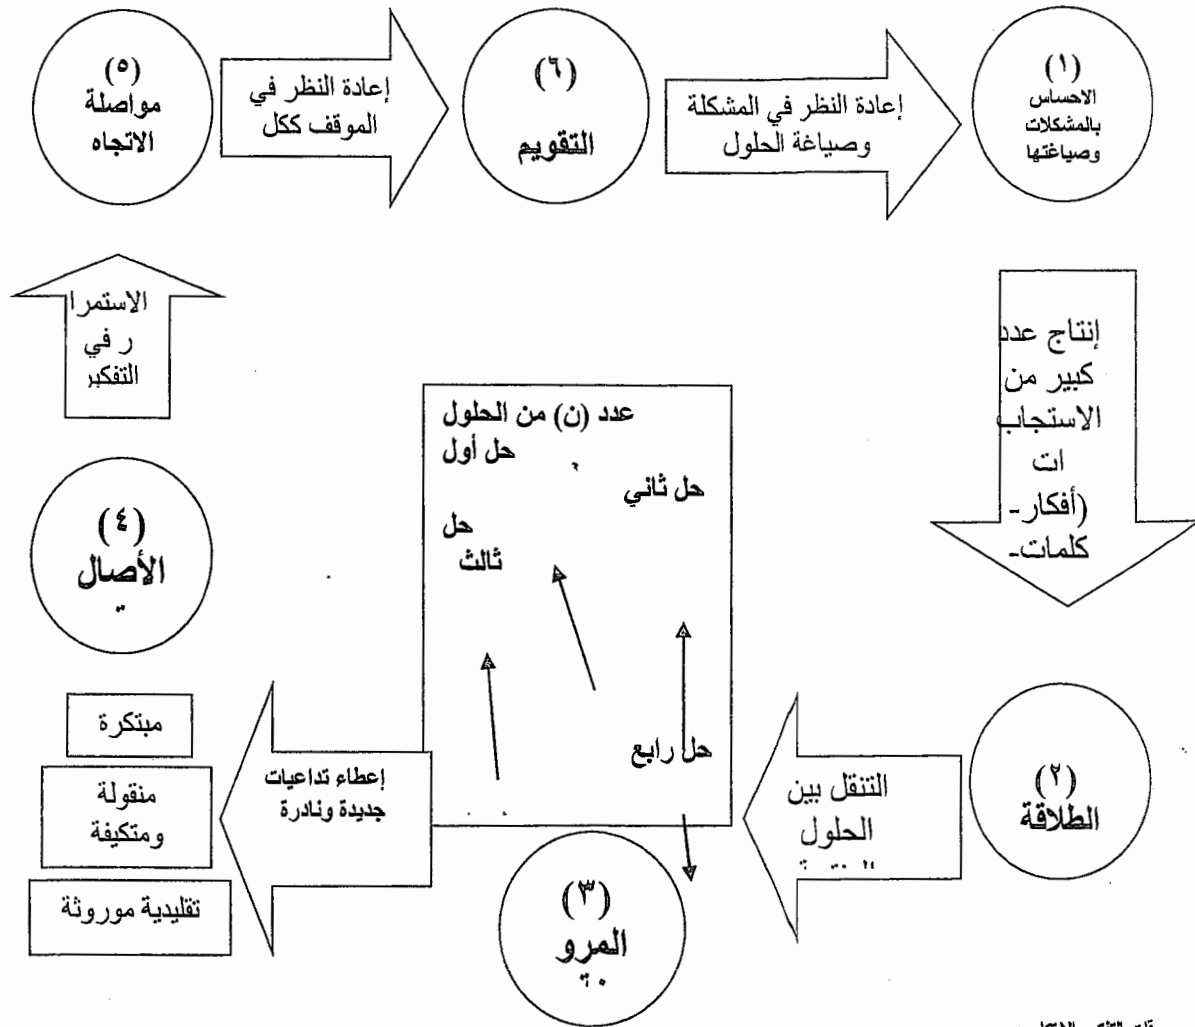 (١)
الاحساس
بالمشكلات
وصياغتها
إعادة النظر في المشكلة
وصياغة الحلول
(٦)
التقويم
إعادة النظر في
الموقف ككل
(٥)
مواصلة
الاتجاه
إنتاج عدد
كبير من
الاستجاب
ات
(أفكار-
كلمات-
الاستمرا
ر في
التفكير
عدد (ن) من الحلول
حل أول
حل ثاني
حل
ثالث
حل رابع
(٤)
الأصال
(٢)
الطلاقة
التنقل بين
الحلول
(٣)
المرو
إعطاء تداعيات
جديدة ونادرة
مبتكرة
منقولة
ومتكيفة
تقليدية موروثة